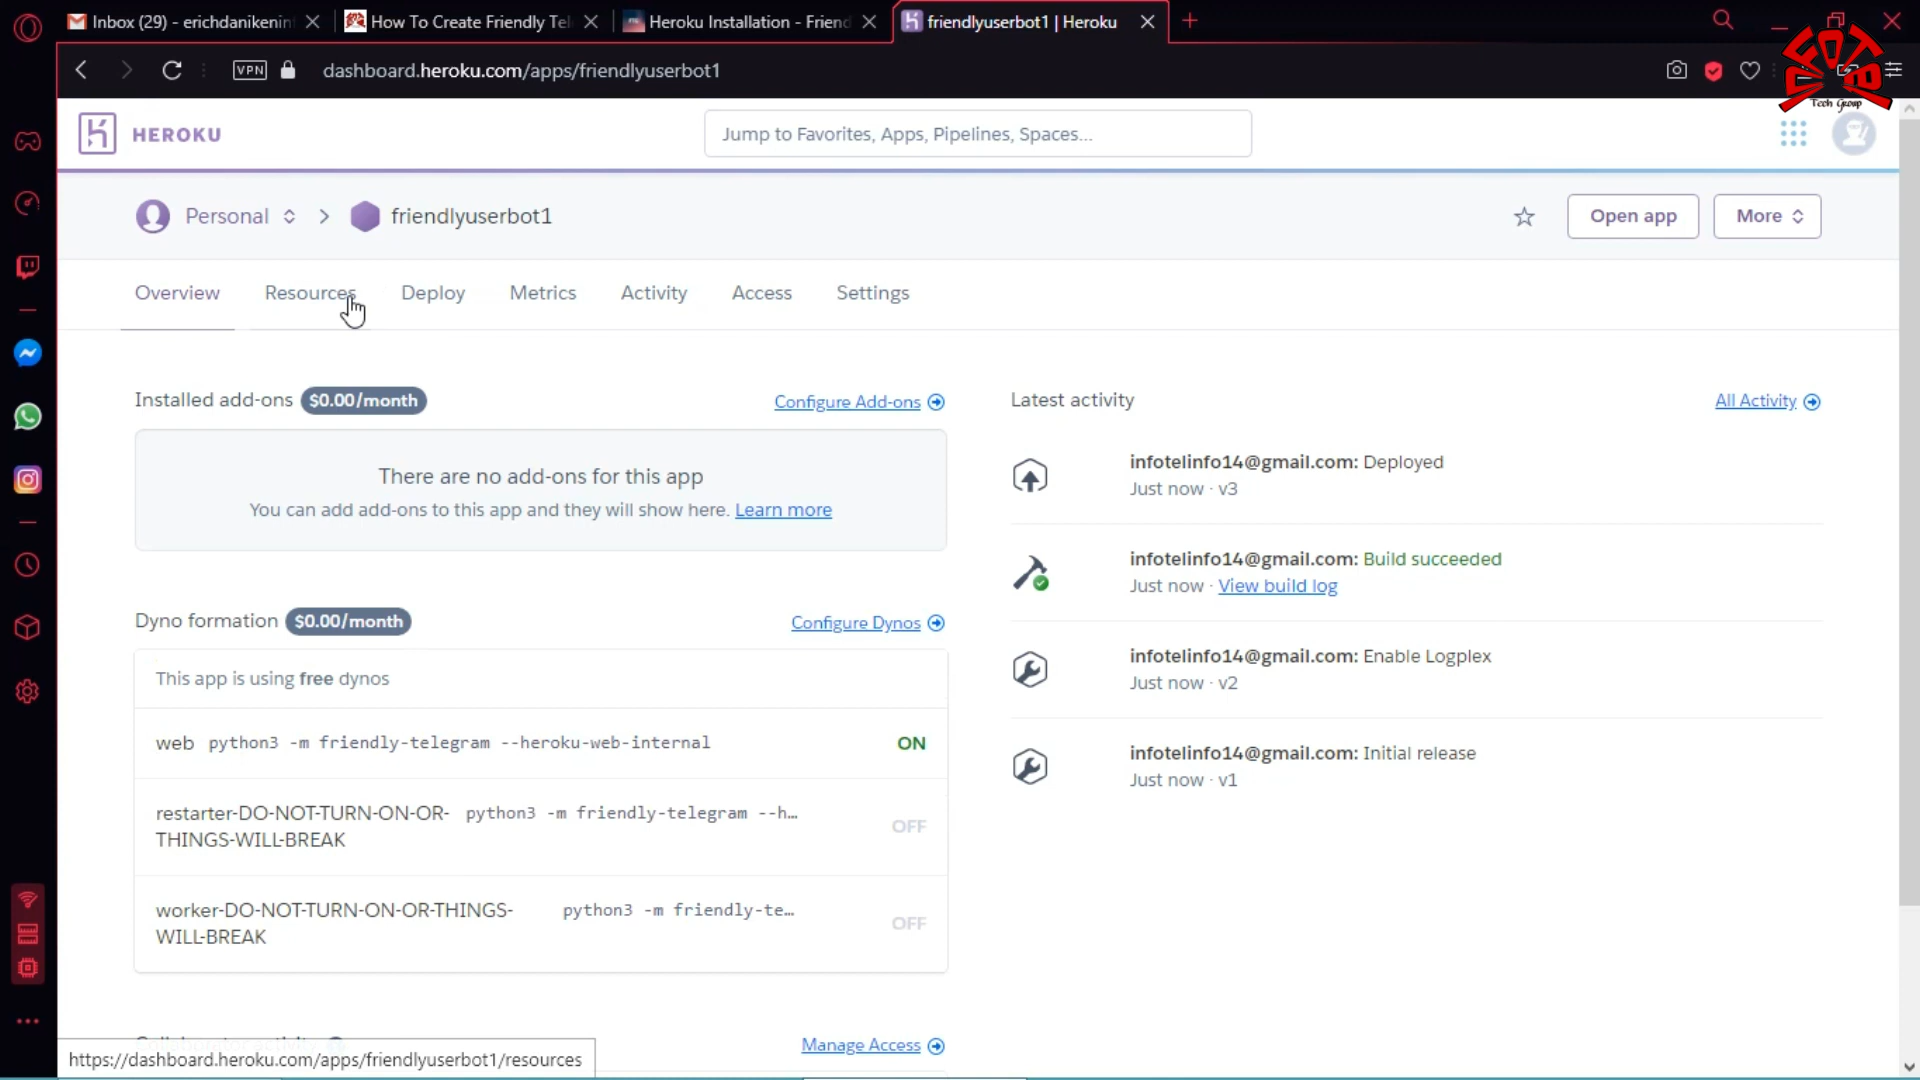 Inbox (29) - erichdanikenin
How To Create Friendly Tel
Heroku Installation - Friend
friendlyuserbot1 | Heroku
VPN
dashboard.heroku.com/apps/friendlyuserbot1
Tech Group
HEROKU
Jump to Favorites, Apps, Pipelines, Spaces...
Personal
friendlyuserbot1
Open app
More
Overview
Resources
Deploy
Metrics
Activity
Access
Settings
Installed add-ons $0.00/month
Configure Add-ons
There are no add-ons for this app
You can add add-ons to this app and they will show here. Learn more
Dyno formation $0.00/month
Configure Dynos
This app is using free dynos
web python3 -m friendly-telegram --heroku-web-internal
ON
restarter-DO-NOT-TURN-ON-OR-
THINGS-WILL-BREAK
python3 -m friendly-telegram --h…
OFF
worker-DO-NOT-TURN-ON-OR-THINGS-
WILL-BREAK
python3 -m friendly-te…
OFF
Latest activity
All Activity
infotelinfo14@gmail.com: Deployed
Just now · v3
infotelinfo14@gmail.com: Build succeeded
Just now · View build log
infotelinfo14@gmail.com: Enable Logplex
Just now · v2
infotelinfo14@gmail.com: Initial release
Just now · v1
Manage Access
https://dashboard.heroku.com/apps/friendlyuserbot1/resources